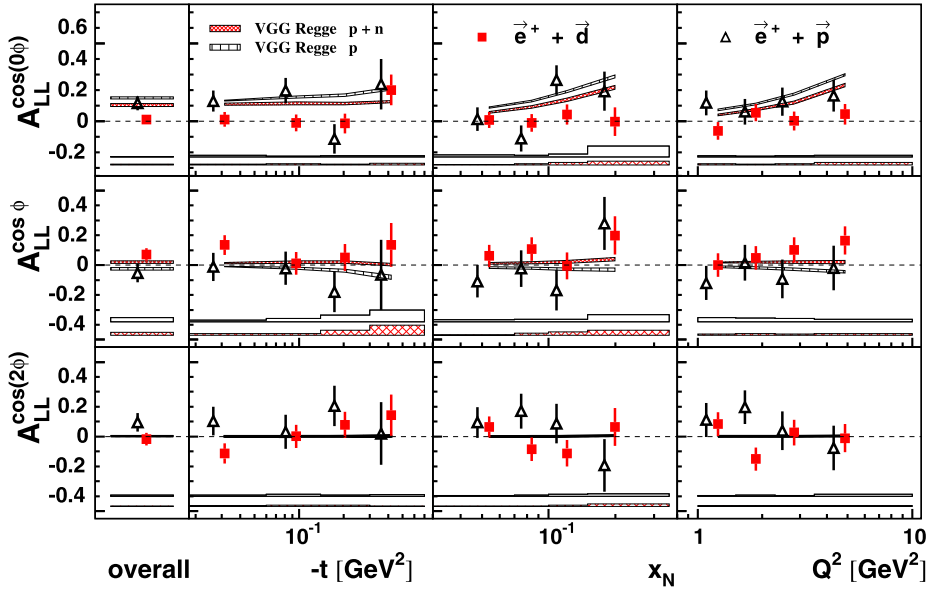 VGG Regge p + n
VGG Regge p
e⃗⁺ + d⃗
e⃗⁺ + p⃗
A_LL^cos(0ϕ)
0.6
0.4
0.2
0
-0.2
A_LL^cos ϕ
0.4
0.2
0
-0.2
-0.4
A_LL^cos(2ϕ)
0.4
0.2
0
-0.2
-0.4
10⁻¹
10⁻¹
1
10
overall
-t [GeV²]
x_N
Q² [GeV²]